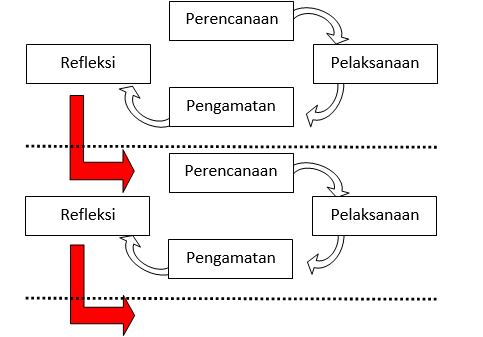 Perencanaan
Refleksi
Pelaksanaan
Pengamatan
Perencanaan
Refleksi
Pelaksanaan
Pengamatan